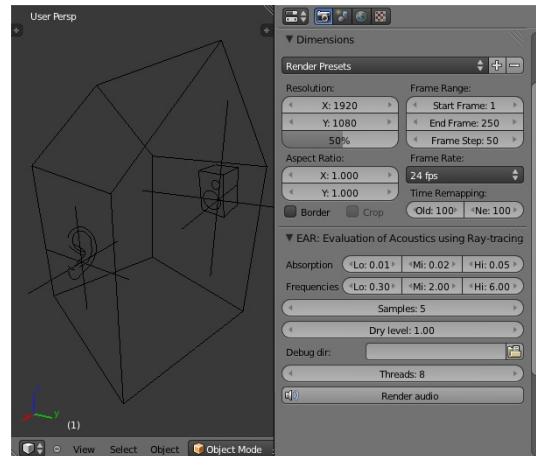 User Persp
Dimensions
Render Presets
Resolution:
Frame Range:
X: 1920
Start Frame: 1
Y: 1080
End Frame: 250
50%
Frame Step: 50
Aspect Ratio:
Frame Rate:
X: 1.000
24 fps
Y: 1.000
Time Remapping:
Border
Crop
Old: 100
Ne: 100
EAR: Evaluation of Acoustics using Ray-tracing
Absorption
Lo: 0.01
Mi: 0.02
Hi: 0.05
Frequencies
Lo: 0.30
Mi: 2.00
Hi: 6.00
Samples: 5
Dry level: 1.00
Debug dir:
Threads: 8
Render audio
z
y
(1)
View Select Object Object Mode